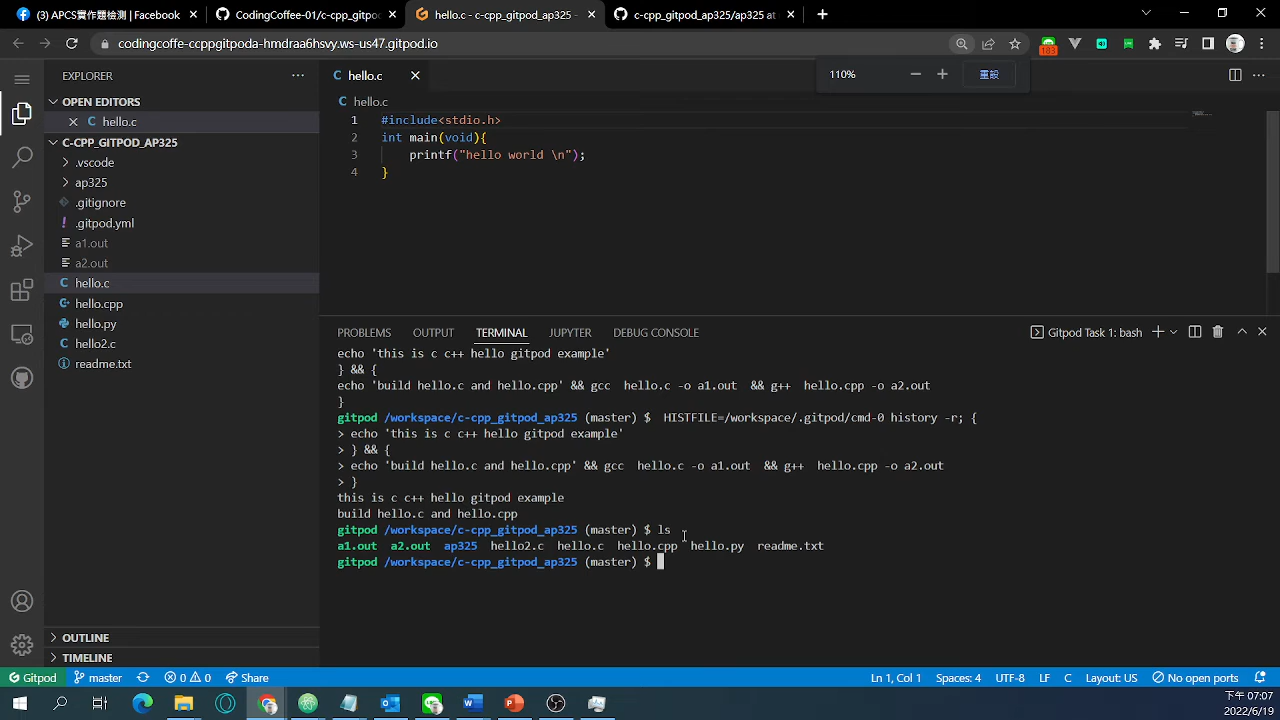 (3) APCS實作題檢測 | Facebook
CodingCoffee-01/c-cpp_gitpod
hello.c - c-cpp_gitpod_ap325 -
c-cpp_gitpod_ap325/ap325 at
codingcoffe-ccppgitpoda-hmdraa6hsvy.ws-us47.gitpod.io
183
110%
重設
EXPLORER
OPEN EDITORS
hello.c
C-CPP_GITPOD_AP325
.vscode
ap325
.gitignore
.gitpod.yml
a1.out
a2.out
hello.c
hello.cpp
hello.py
hello2.c
readme.txt
OUTLINE
TIMELINE
C hello.c
C hello.c
1 #include<stdio.h>
2 int main(void){
3 printf("hello world \n");
4 }
PROBLEMS OUTPUT TERMINAL JUPYTER DEBUG CONSOLE
Gitpod Task 1: bash
echo 'this is c c++ hello gitpod example'
} && {
echo 'build hello.c and hello.cpp' && gcc  hello.c -o a1.out  && g++  hello.cpp -o a2.out
}
gitpod /workspace/c-cpp_gitpod_ap325 (master) $  HISTFILE=/workspace/.gitpod/cmd-0 history -r; {
> echo 'this is c c++ hello gitpod example'
> } && {
> echo 'build hello.c and hello.cpp' && gcc  hello.c -o a1.out  && g++  hello.cpp -o a2.out
> }
this is c c++ hello gitpod example
build hello.c and hello.cpp
gitpod /workspace/c-cpp_gitpod_ap325 (master) $ ls
a1.out  a2.out  ap325  hello2.c  hello.c  hello.cpp  hello.py  readme.txt
gitpod /workspace/c-cpp_gitpod_ap325 (master) $
Gitpod master 0 0 Share
Ln 1, Col 1 Spaces: 4 UTF-8 LF C Layout: US No open ports
下午 07:07
2022/6/19